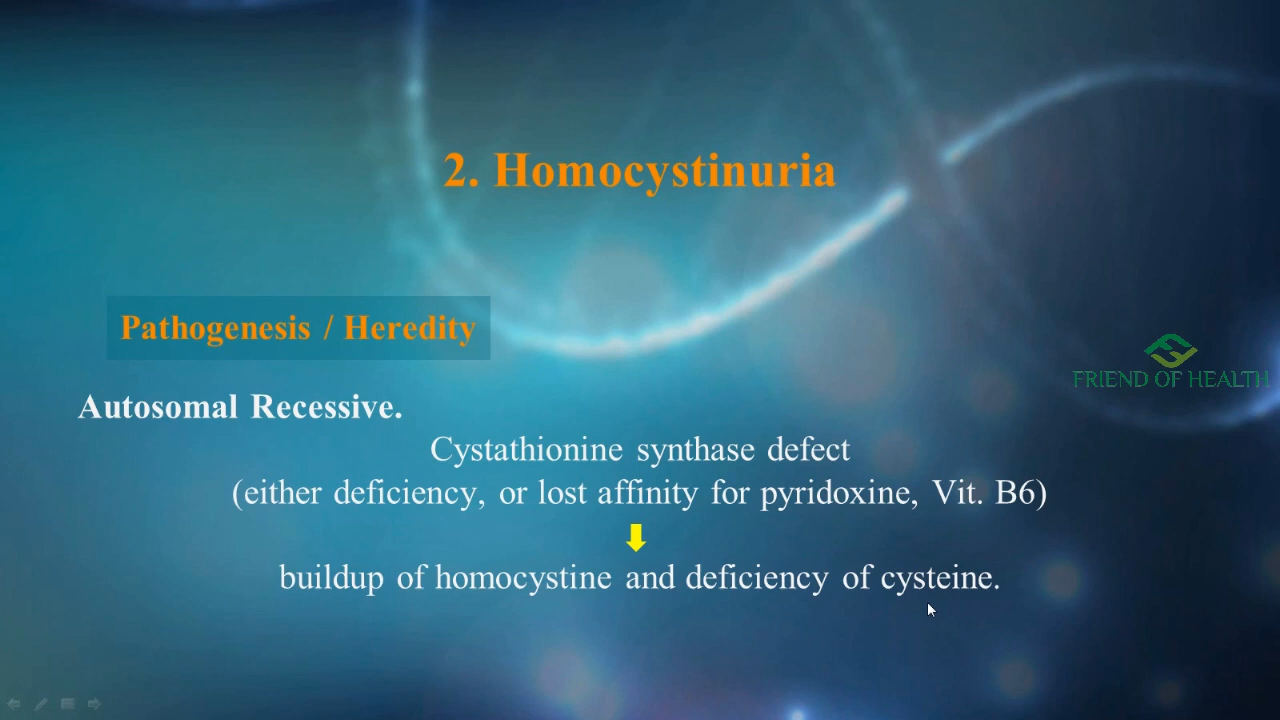 2. Homocystinuria
Pathogenesis / Heredity
FRIEND OF HEALTH
Autosomal Recessive.
Cystathionine synthase defect
(either deficiency, or lost affinity for pyridoxine, Vit. B6)
buildup of homocystine and deficiency of cysteine.